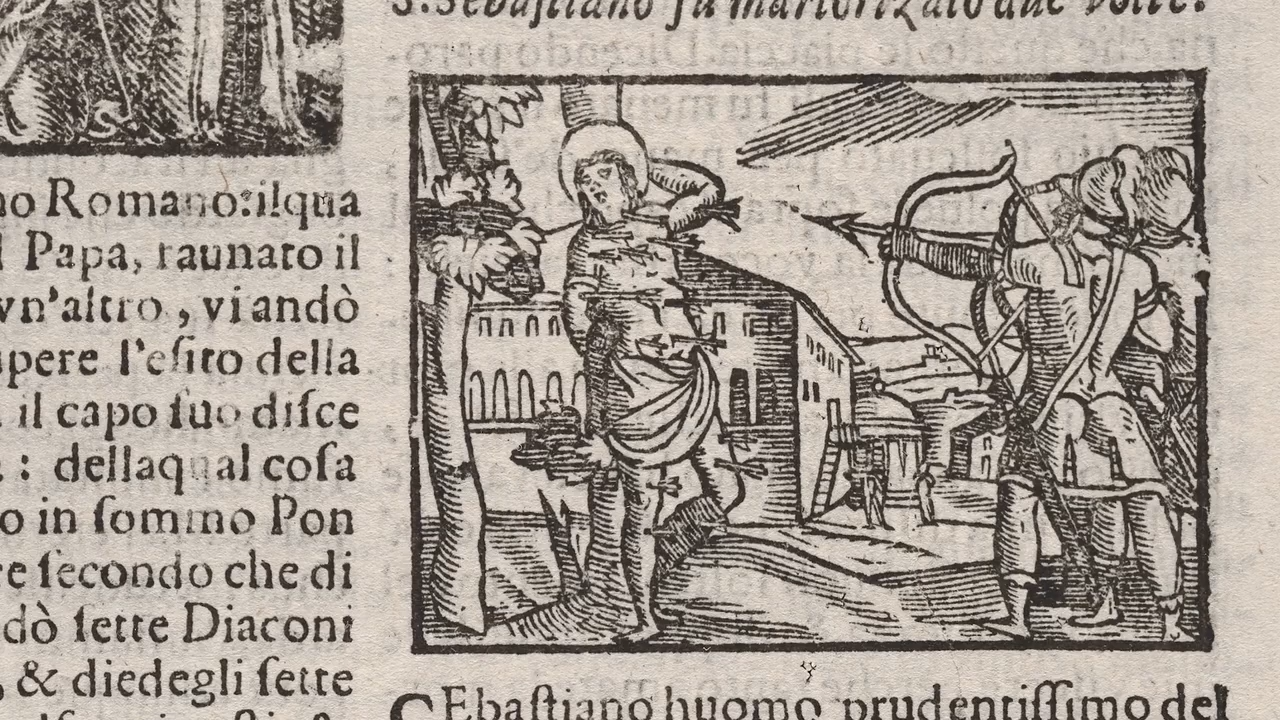 no Romano: ilqua
Papa, raunato il
vn'altro, vi andò
pere l'eſito della
il capo ſuo diſce
: dellaqual coſa
o in ſommo Pon
re ſecondo che di
dò ſette Diaconi
, & diedegli ſette
S. Sebaſtiano fu martorizato due volte.
SEbaſtiano huomo prudentiſſimo del